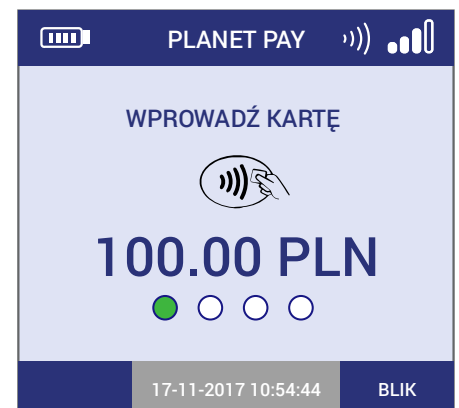 PLANET PAY
WPROWADŹ KARTĘ
100.00 PLN
17-11-2017 10:54:44 BLIK